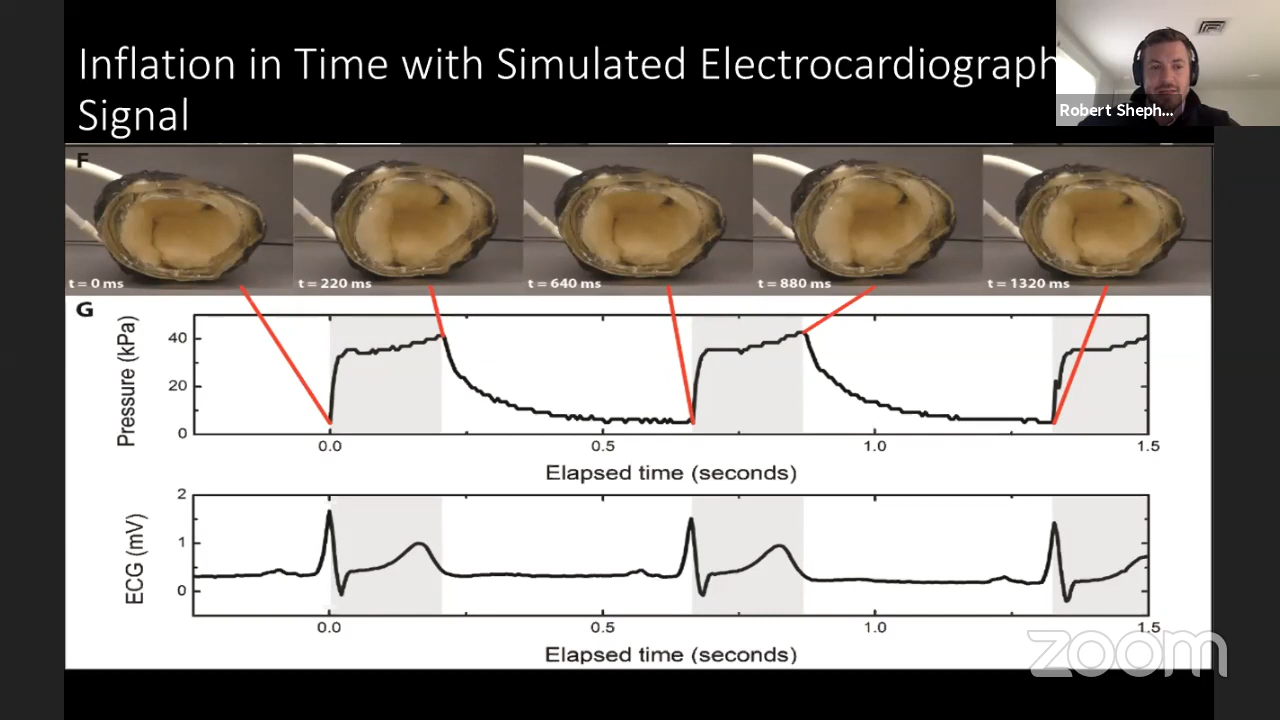 Inflation in Time with Simulated Electrocardiograph
Signal
Robert Sheph...
F
t = 0 ms
t = 220 ms
t = 640 ms
t = 880 ms
t = 1320 ms
G
Pressure (kPa)
40
20
0
0.0
0.5
1.0
1.5
Elapsed time (seconds)
ECG (mV)
2
1
0
0.0
0.5
1.0
1.5
Elapsed time (seconds)
zoom